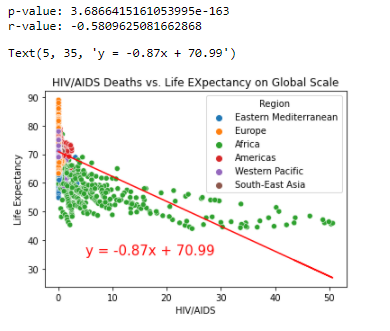 p-value: 3.6866415161053995e-163
r-value: -0.5809625081662868
Text(5, 35, 'y = -0.87x + 70.99')
HIV/AIDS Deaths vs. Life EXpectancy on Global Scale
90
80
70
60
50
40
30
Life Expectancy
Region
Eastern Mediterranean
Europe
Africa
Americas
Western Pacific
South-East Asia
y = -0.87x + 70.99
0
10
20
30
40
50
HIV/AIDS